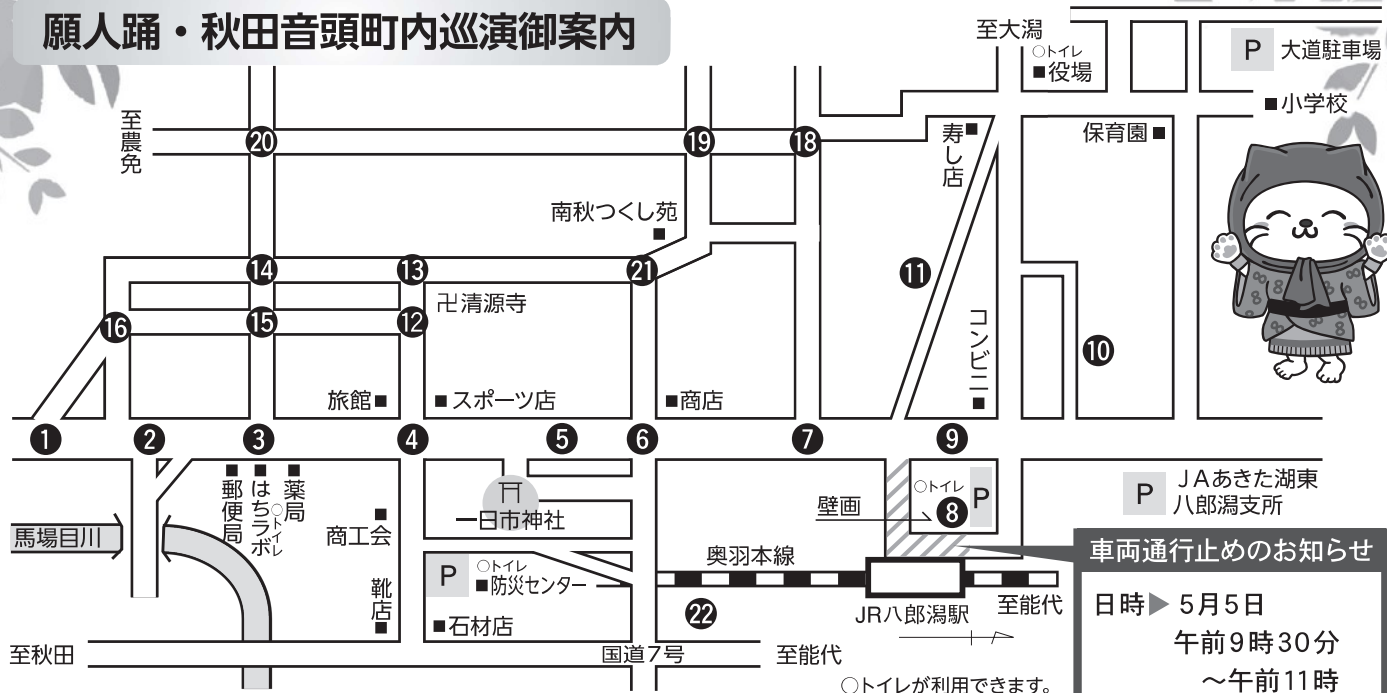 願人踊・秋田音頭町内巡演御案内
至大潟
○トイレ
■役場
P 大道駐車場
■小学校
至農免
20
19
18
寿し店
保育園■
南秋つくし苑
14
13
21
11
卍清源寺
16
15
12
コンビニ
10
旅館■
■スポーツ店
■商店
1
2
3
4
5
6
7
9
郵便局
はちラボ
○トイレ
薬局
商工会
一日市神社
壁画
○トイレ
8
P
P JAあきた湖東
八郎潟支所
馬場目川
P
○トイレ
■防災センター
奥羽本線
車両通行止めのお知らせ
日時▶5月5日
午前9時30分
～午前11時
靴店
■石材店
22
JR八郎潟駅
至能代
至秋田
国道7号
至能代
○トイレが利用できます。